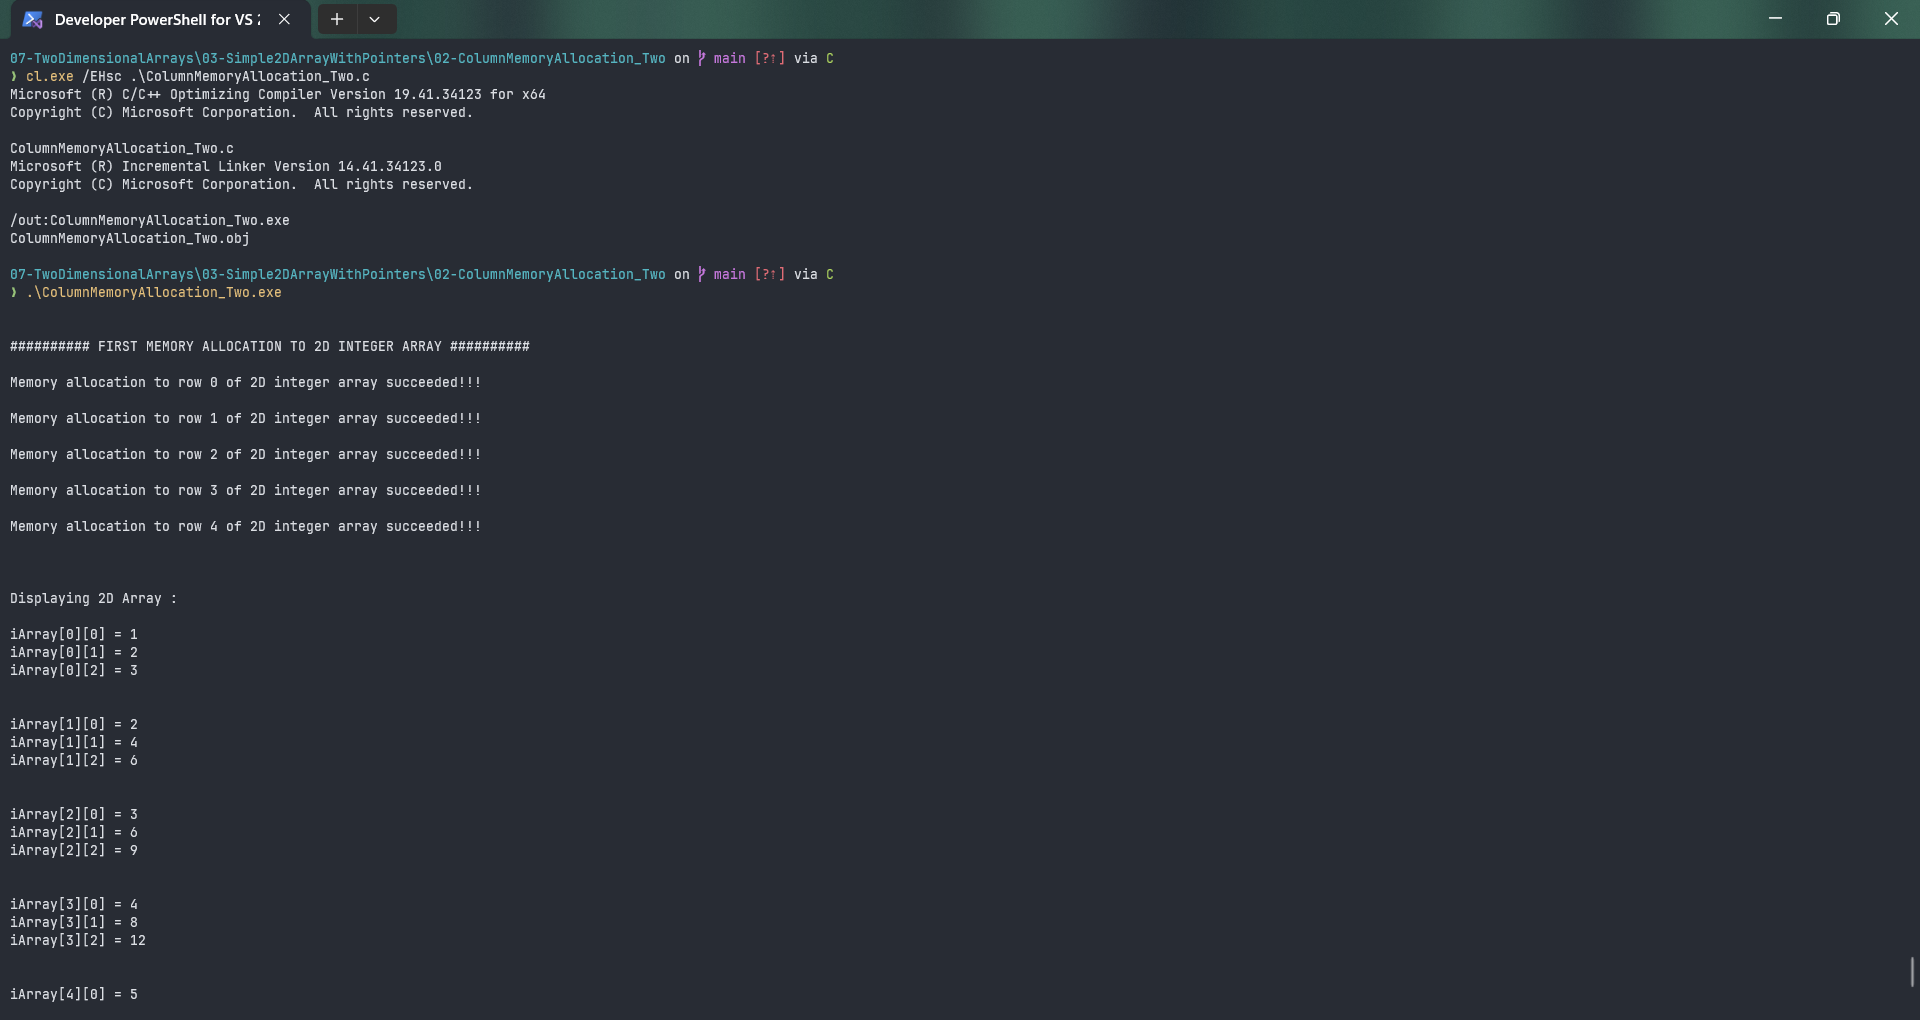 Developer PowerShell for VS 2
07-TwoDimensionalArrays\03-Simple2DArrayWithPointers\02-ColumnMemoryAllocation_Two on main [?↑] via C
❯ cl.exe /EHsc .\ColumnMemoryAllocation_Two.c
Microsoft (R) C/C++ Optimizing Compiler Version 19.41.34123 for x64
Copyright (C) Microsoft Corporation.  All rights reserved.

ColumnMemoryAllocation_Two.c
Microsoft (R) Incremental Linker Version 14.41.34123.0
Copyright (C) Microsoft Corporation.  All rights reserved.

/out:ColumnMemoryAllocation_Two.exe
ColumnMemoryAllocation_Two.obj

07-TwoDimensionalArrays\03-Simple2DArrayWithPointers\02-ColumnMemoryAllocation_Two on main [?↑] via C
❯ .\ColumnMemoryAllocation_Two.exe

########## FIRST MEMORY ALLOCATION TO 2D INTEGER ARRAY ##########

Memory allocation to row 0 of 2D integer array succeeded!!!

Memory allocation to row 1 of 2D integer array succeeded!!!

Memory allocation to row 2 of 2D integer array succeeded!!!

Memory allocation to row 3 of 2D integer array succeeded!!!

Memory allocation to row 4 of 2D integer array succeeded!!!

Displaying 2D Array :

iArray[0][0] = 1
iArray[0][1] = 2
iArray[0][2] = 3

iArray[1][0] = 2
iArray[1][1] = 4
iArray[1][2] = 6

iArray[2][0] = 3
iArray[2][1] = 6
iArray[2][2] = 9

iArray[3][0] = 4
iArray[3][1] = 8
iArray[3][2] = 12

iArray[4][0] = 5